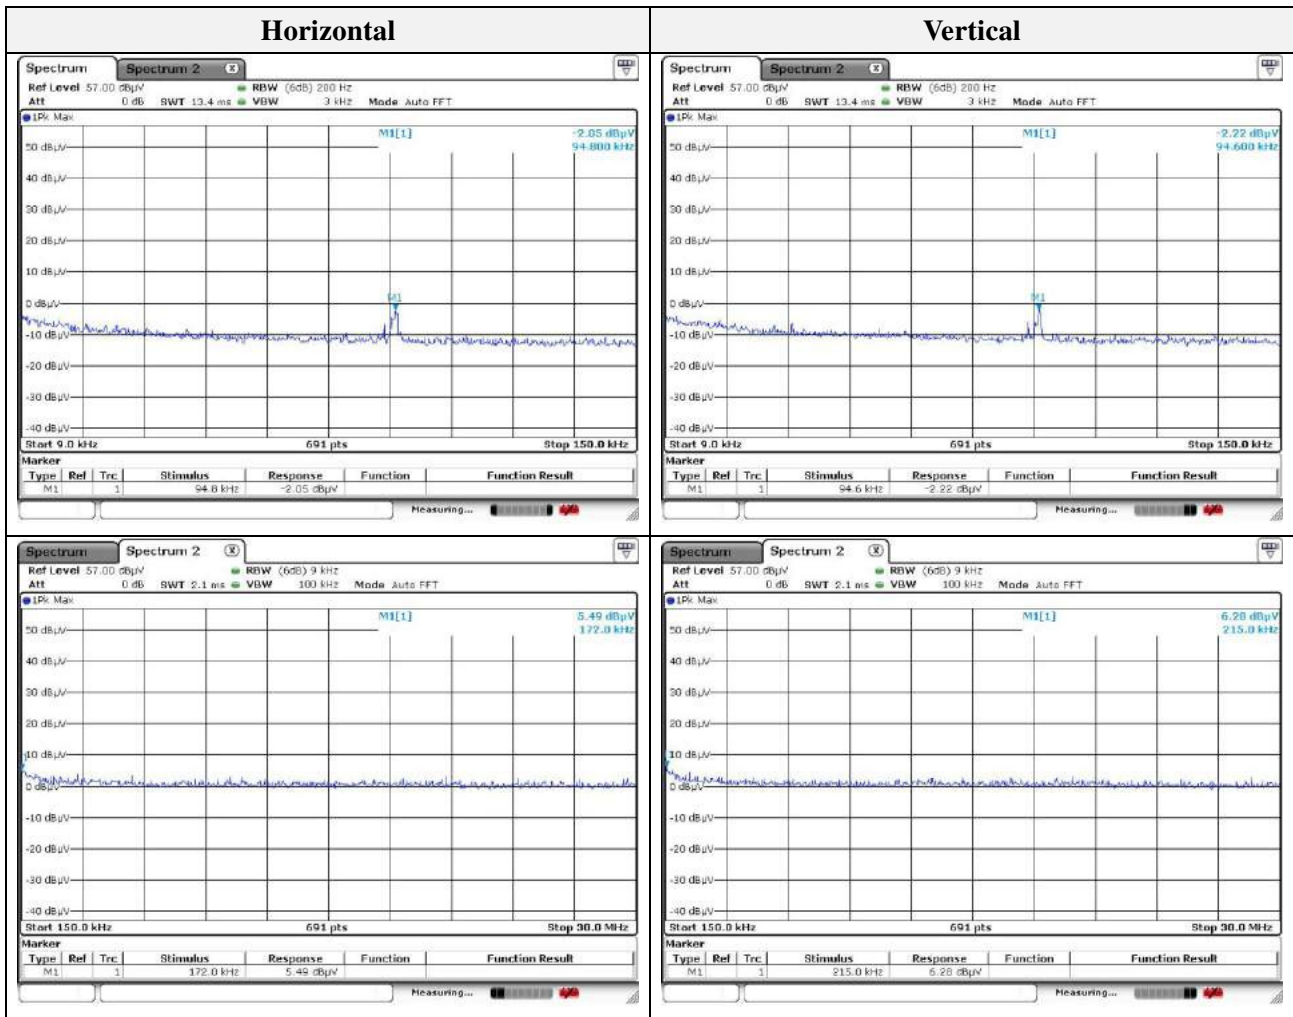 Horizontal
Vertical
Spectrum Spectrum 2 X
Ref Level 57.00 dBµV RBW (6dB) 200 Hz
Att 0 dB SWT 13.4 ms VBW 3 kHz Mode Auto FFT
1Pk Max
M1[1] -2.05 dBµV
94.800 kHz
50 dBµV
40 dBµV
30 dBµV
20 dBµV
10 dBµV
0 dBµV
M1
-10 dBµV
-20 dBµV
-30 dBµV
-40 dBµV
Start 9.0 kHz 691 pts Stop 150.0 kHz
Marker
Type Ref Trc Stimulus Response Function Function Result
M1 1 94.8 kHz -2.05 dBµV
Measuring...
Spectrum Spectrum 2 X
Ref Level 57.00 dBµV RBW (6dB) 200 Hz
Att 0 dB SWT 13.4 ms VBW 3 kHz Mode Auto FFT
1Pk Max
M1[1] -2.22 dBµV
94.600 kHz
50 dBµV
40 dBµV
30 dBµV
20 dBµV
10 dBµV
0 dBµV
M1
-10 dBµV
-20 dBµV
-30 dBµV
-40 dBµV
Start 9.0 kHz 691 pts Stop 150.0 kHz
Marker
Type Ref Trc Stimulus Response Function Function Result
M1 1 94.6 kHz -2.22 dBµV
Measuring...
Spectrum Spectrum 2 X
Ref Level 57.00 dBµV RBW (6dB) 9 kHz
Att 0 dB SWT 2.1 ms VBW 100 kHz Mode Auto FFT
1Pk Max
M1[1] 5.49 dBµV
172.0 kHz
50 dBµV
40 dBµV
30 dBµV
20 dBµV
10 dBµV
0 dBµV
-10 dBµV
-20 dBµV
-30 dBµV
-40 dBµV
Start 150.0 kHz 691 pts Stop 30.0 MHz
Marker
Type Ref Trc Stimulus Response Function Function Result
M1 1 172.0 kHz 5.49 dBµV
Measuring...
Spectrum Spectrum 2 X
Ref Level 57.00 dBµV RBW (6dB) 9 kHz
Att 0 dB SWT 2.1 ms VBW 100 kHz Mode Auto FFT
1Pk Max
M1[1] 6.28 dBµV
215.0 kHz
50 dBµV
40 dBµV
30 dBµV
20 dBµV
10 dBµV
0 dBµV
-10 dBµV
-20 dBµV
-30 dBµV
-40 dBµV
Start 150.0 kHz 691 pts Stop 30.0 MHz
Marker
Type Ref Trc Stimulus Response Function Function Result
M1 1 215.0 kHz 6.28 dBµV
Measuring...